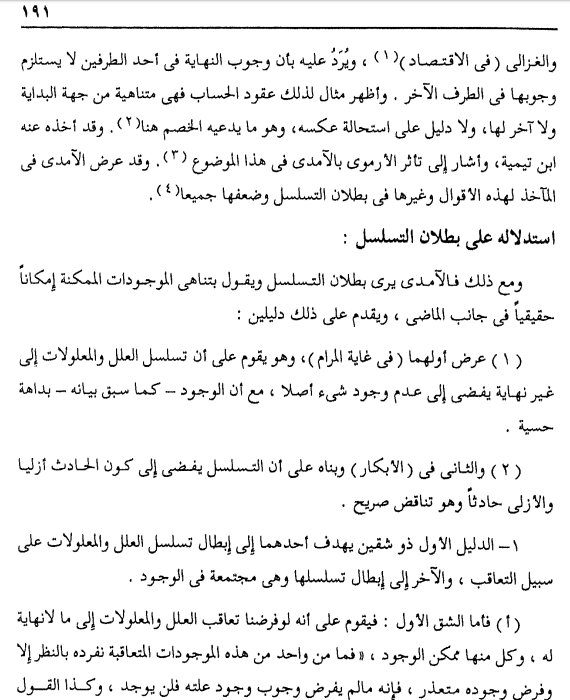 ١٩١
والغزالى ( فى الاقتصاد )(١) ، ويُرَدُ عليه بأن وجوب النهاية فى أحد الطرفين لا يستلزم
وجوبها فى الطرف الآخر . وأظهر مثال لذلك عقود الحساب فهى متناهية من جهة البداية
ولا آخر لها، ولا دليل على استحالة عكسه، وهو ما يدعيه الخصم هنا(٢). وقد أخذه عنه
ابن تيمية، وأشار إلى تأثر الأرموى بالآمدى فى هذا الموضوع (٣). وقد عرض الآمدى فى
المآخذ لهذه الأقوال وغيرها فى بطلان التسلسل وضعفها جميعا(٤).
استدلاله على بطلان التسلسل :
ومع ذلك فالآمدى يرى بطلان التسلسل ويقول بتناهى الموجودات الممكنة إمكاناً
حقيقياً فى جانب الماضى ، ويقدم على ذلك دليلين :
( ١ ) عرض أولهما ( فى غاية المرام )، وهو يقوم على أن تسلسل العلل والمعلولات إلى
غير نهاية يفضى إلى عدم وجود شىء أصلا ، مع أن الوجود – كما سبق بيانه – بداهة
حسية .
( ٢ ) والثانى فى ( الأبكار ) وبناه على أن التسلسل يفضى إلى كون الحادث أزليا
والأزلى حادثاً وهو تناقض صريح .
١– الدليل الأول ذو شقين يهدف أحدهما إلى إبطال تسلسل العلل والمعلولات على
سبيل التعاقب ، والآخر إلى إبطال تسلسلها وهى مجتمعة فى الوجود .
( أ ) فأما الشق الأول : فيقوم على أنه لوفرضنا تعاقب العلل والمعلولات إلى ما لانهاية
له ، وكل منها ممكن الوجود ، « فما من واحد من هذه الموجودات المتعاقبة نفرده بالنظر إلا
وفرض وجوده متعذر ، فإنه مالم يفرض وجوب وجود علته فلن يوجد ، وكذا القول